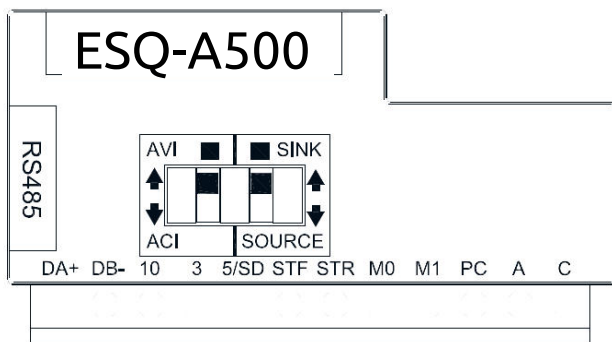 ESQ-A500
RS485
AVI SINK
ACI SOURCE
DA+ DB- 10 3 5/SD STF STR M0 M1 PC A C